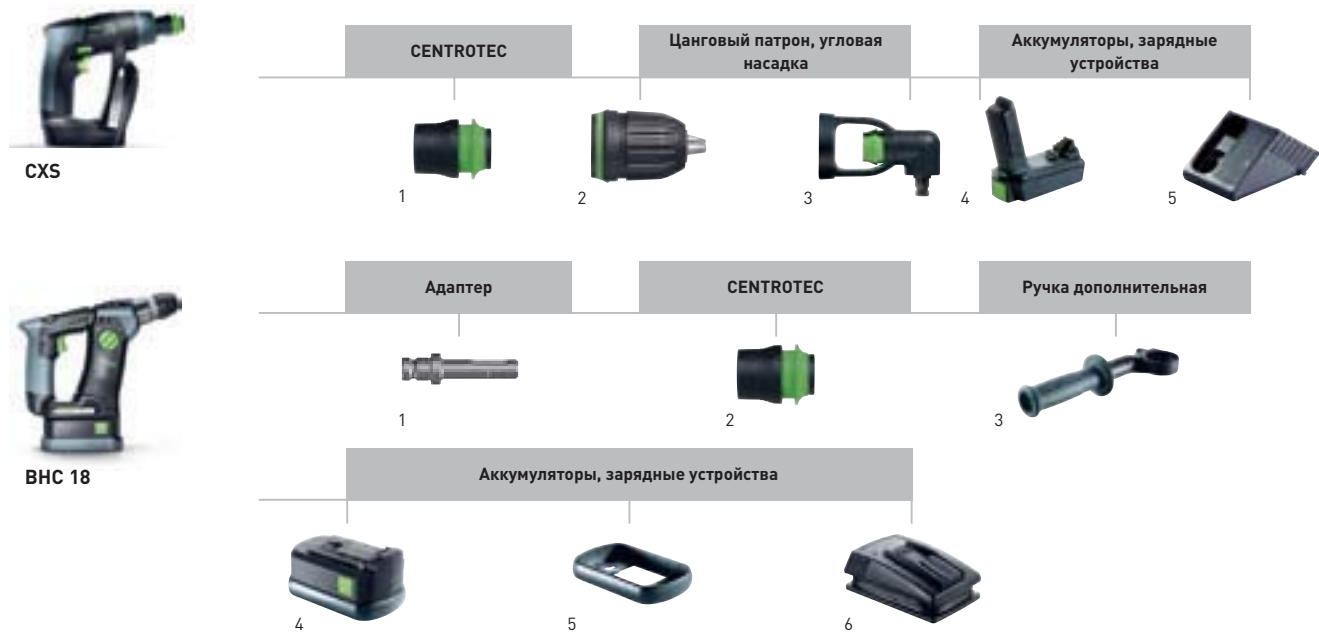 CENTROTEC
Цанговый патрон, угловая
насадка
Аккумуляторы, зарядные
устройства
CXS
1
2
3
4
5
Адаптер
CENTROTEC
Ручка дополнительная
1
2
3
BHC 18
Аккумуляторы, зарядные устройства
4
5
6